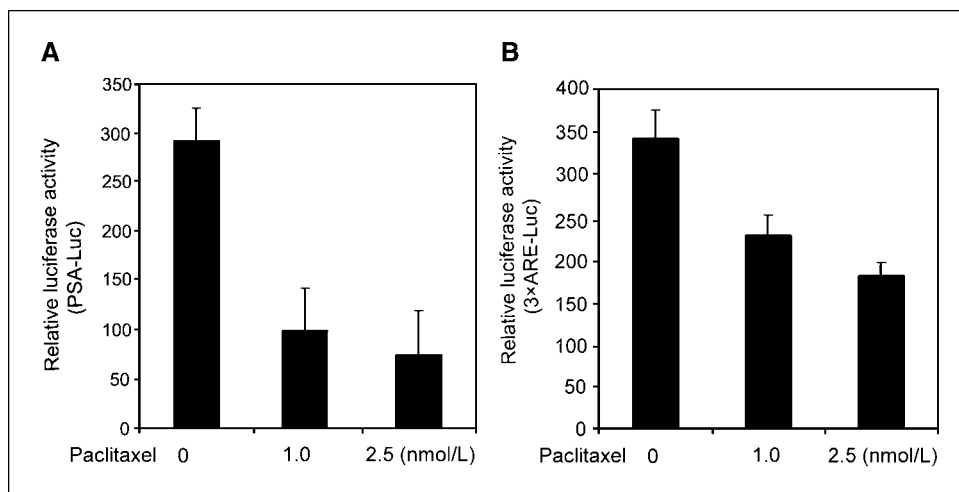 A
Relative luciferase activity
(PSA-Luc)
350
300
250
200
150
100
50
0
Paclitaxel 0 1.0 2.5 (nmol/L)
B
Relative luciferase activity
(3×ARE-Luc)
400
350
300
250
200
150
100
50
0
Paclitaxel 0 1.0 2.5 (nmol/L)